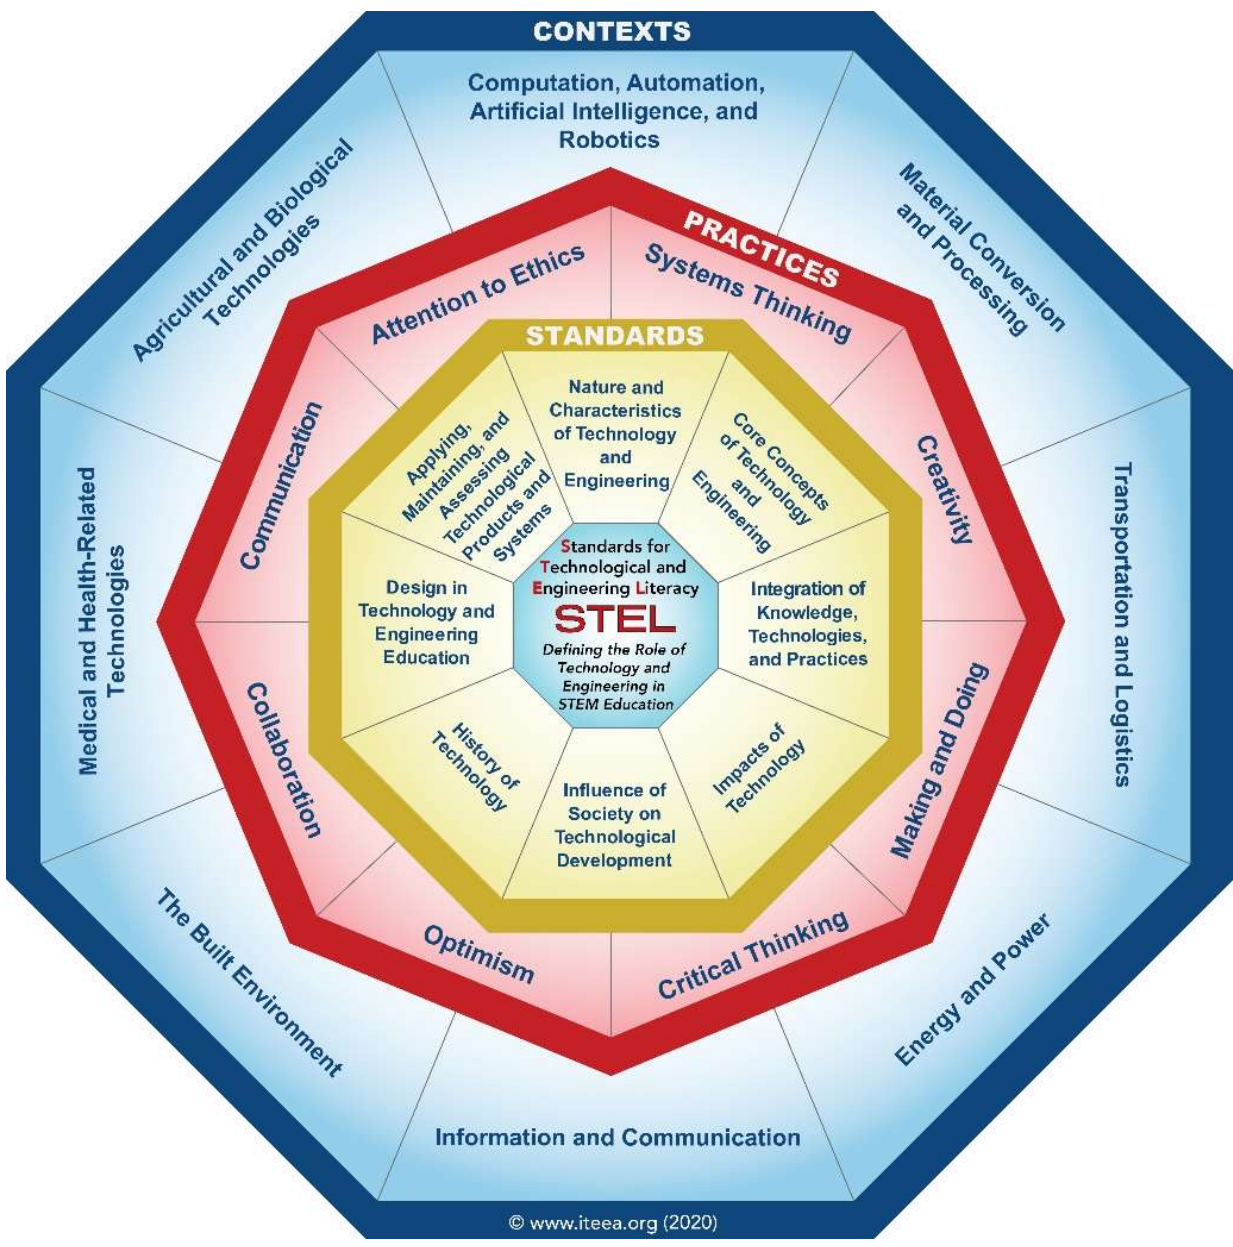 CONTEXTS
Computation, Automation,
Artificial Intelligence, and
Robotics
Material Conversion
and Processing
Transportation and Logistics
Energy and Power
Information and Communication
The Built Environment
Medical and Health-Related
Technologies
Agricultural and Biological
Technologies
PRACTICES
Systems Thinking
Creativity
Making and Doing
Critical Thinking
Optimism
Collaboration
Communication
Attention to Ethics
STANDARDS
Nature and
Characteristics
of Technology
and
Engineering
Core Concepts
of Technology
and
Engineering
Integration of
Knowledge,
Technologies,
and Practices
Impacts of
Technology
Influence of
Society on
Technological
Development
History of
Technology
Design in
Technology and
Engineering
Education
Applying,
Maintaining, and
Assessing
Technological
Products and
Systems
Standards for
Technological and
Engineering Literacy
STEL
Defining the Role of
Technology and
Engineering in
STEM Education
© www.iteea.org (2020)